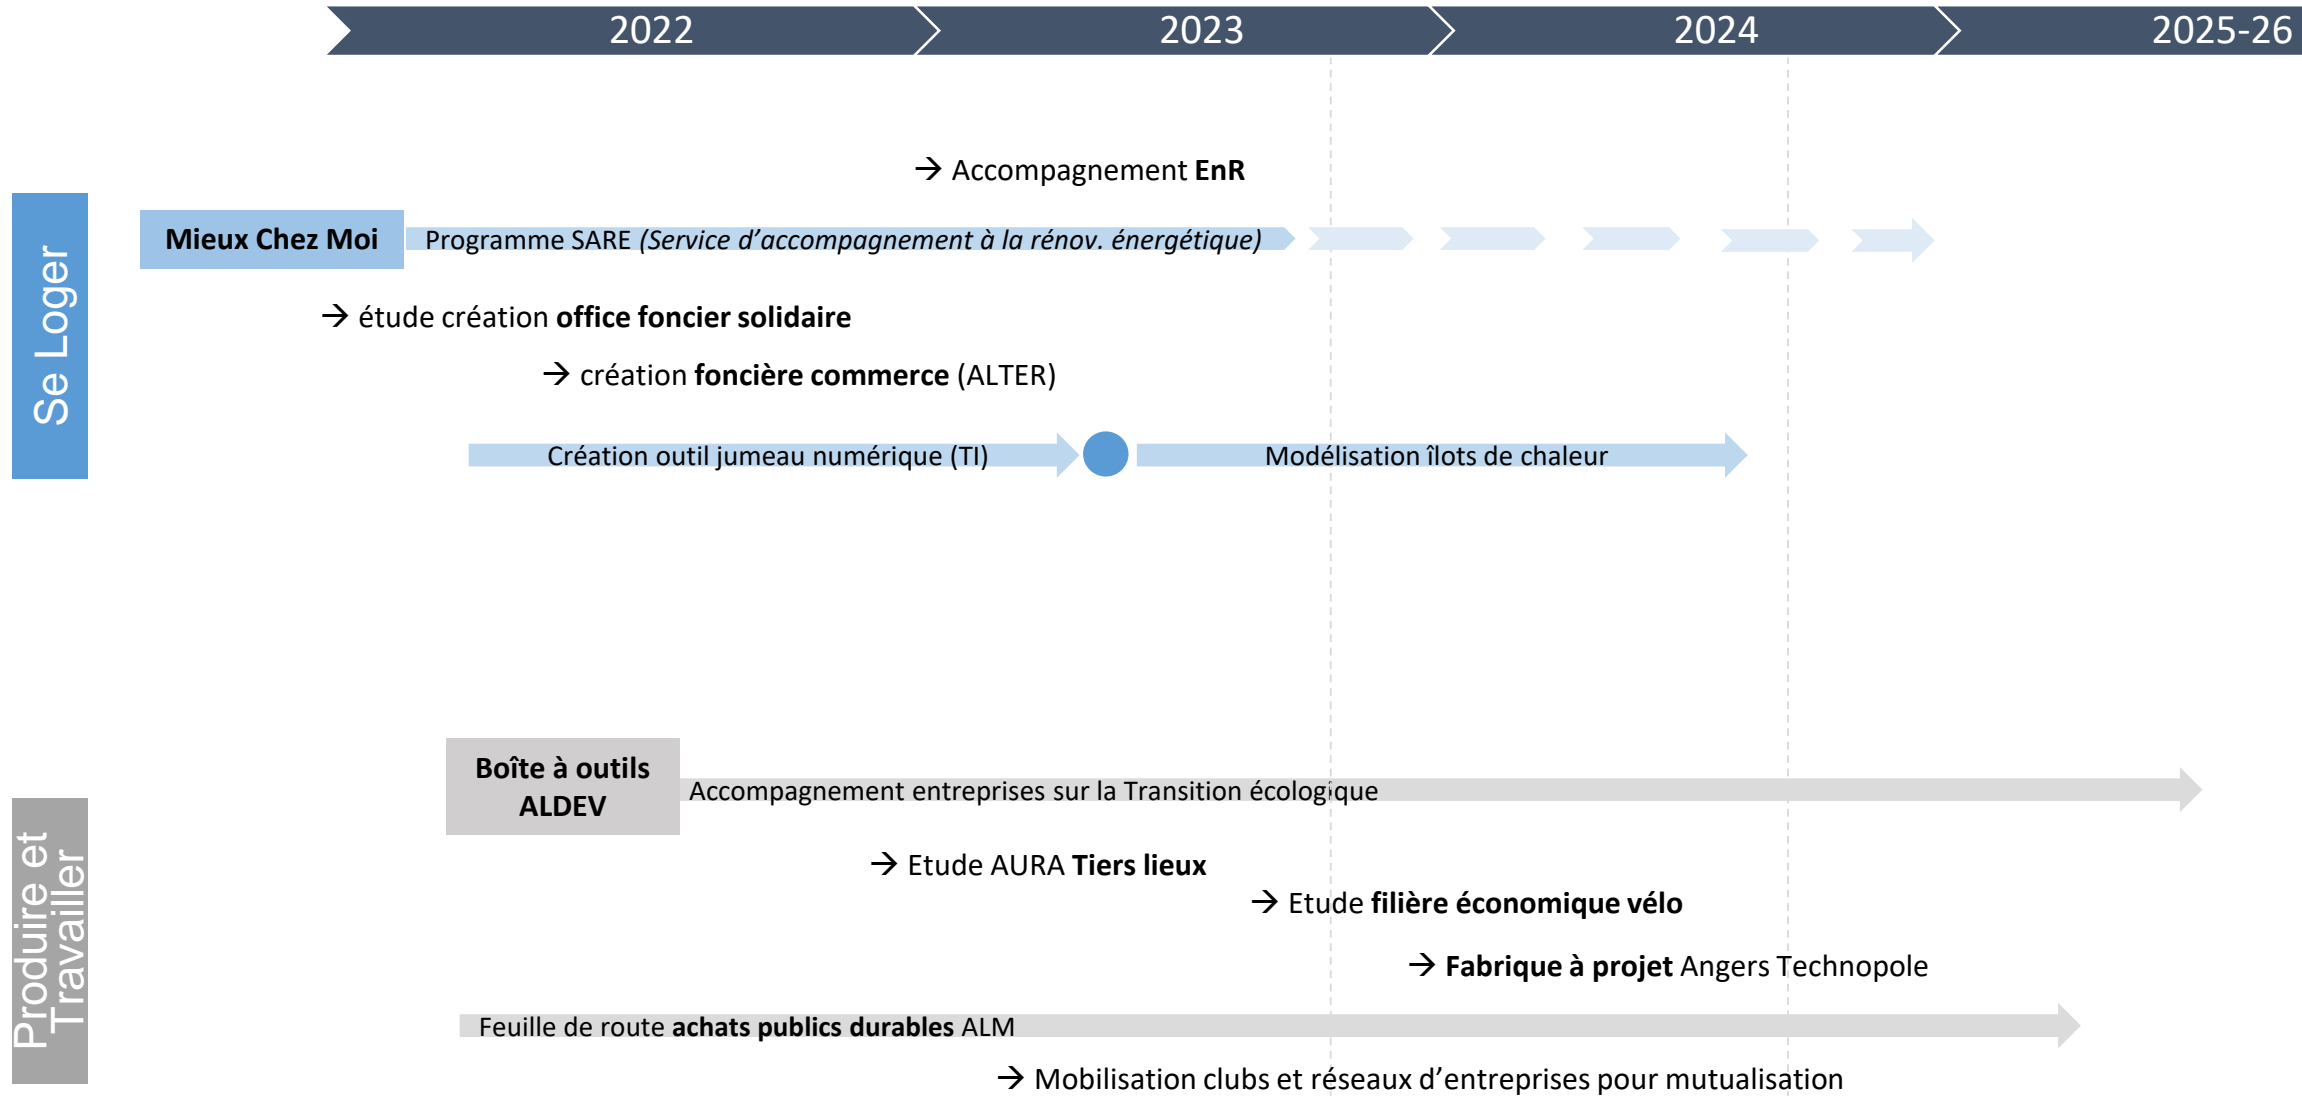 2022
2023
2024
2025-26
→ Accompagnement EnR
Se Loger
Mieux Chez Moi
Programme SARE (Service d’accompagnement à la rénov. énergétique)
→ étude création office foncier solidaire
→ création foncière commerce (ALTER)
Création outil jumeau numérique (TI)
Modélisation îlots de chaleur
Produire et
Travailler
Boîte à outils
ALDEV
Accompagnement entreprises sur la Transition écologique
→ Etude AURA Tiers lieux
→ Etude filière économique vélo
→ Fabrique à projet Angers Technopole
Feuille de route achats publics durables ALM
→ Mobilisation clubs et réseaux d’entreprises pour mutualisation